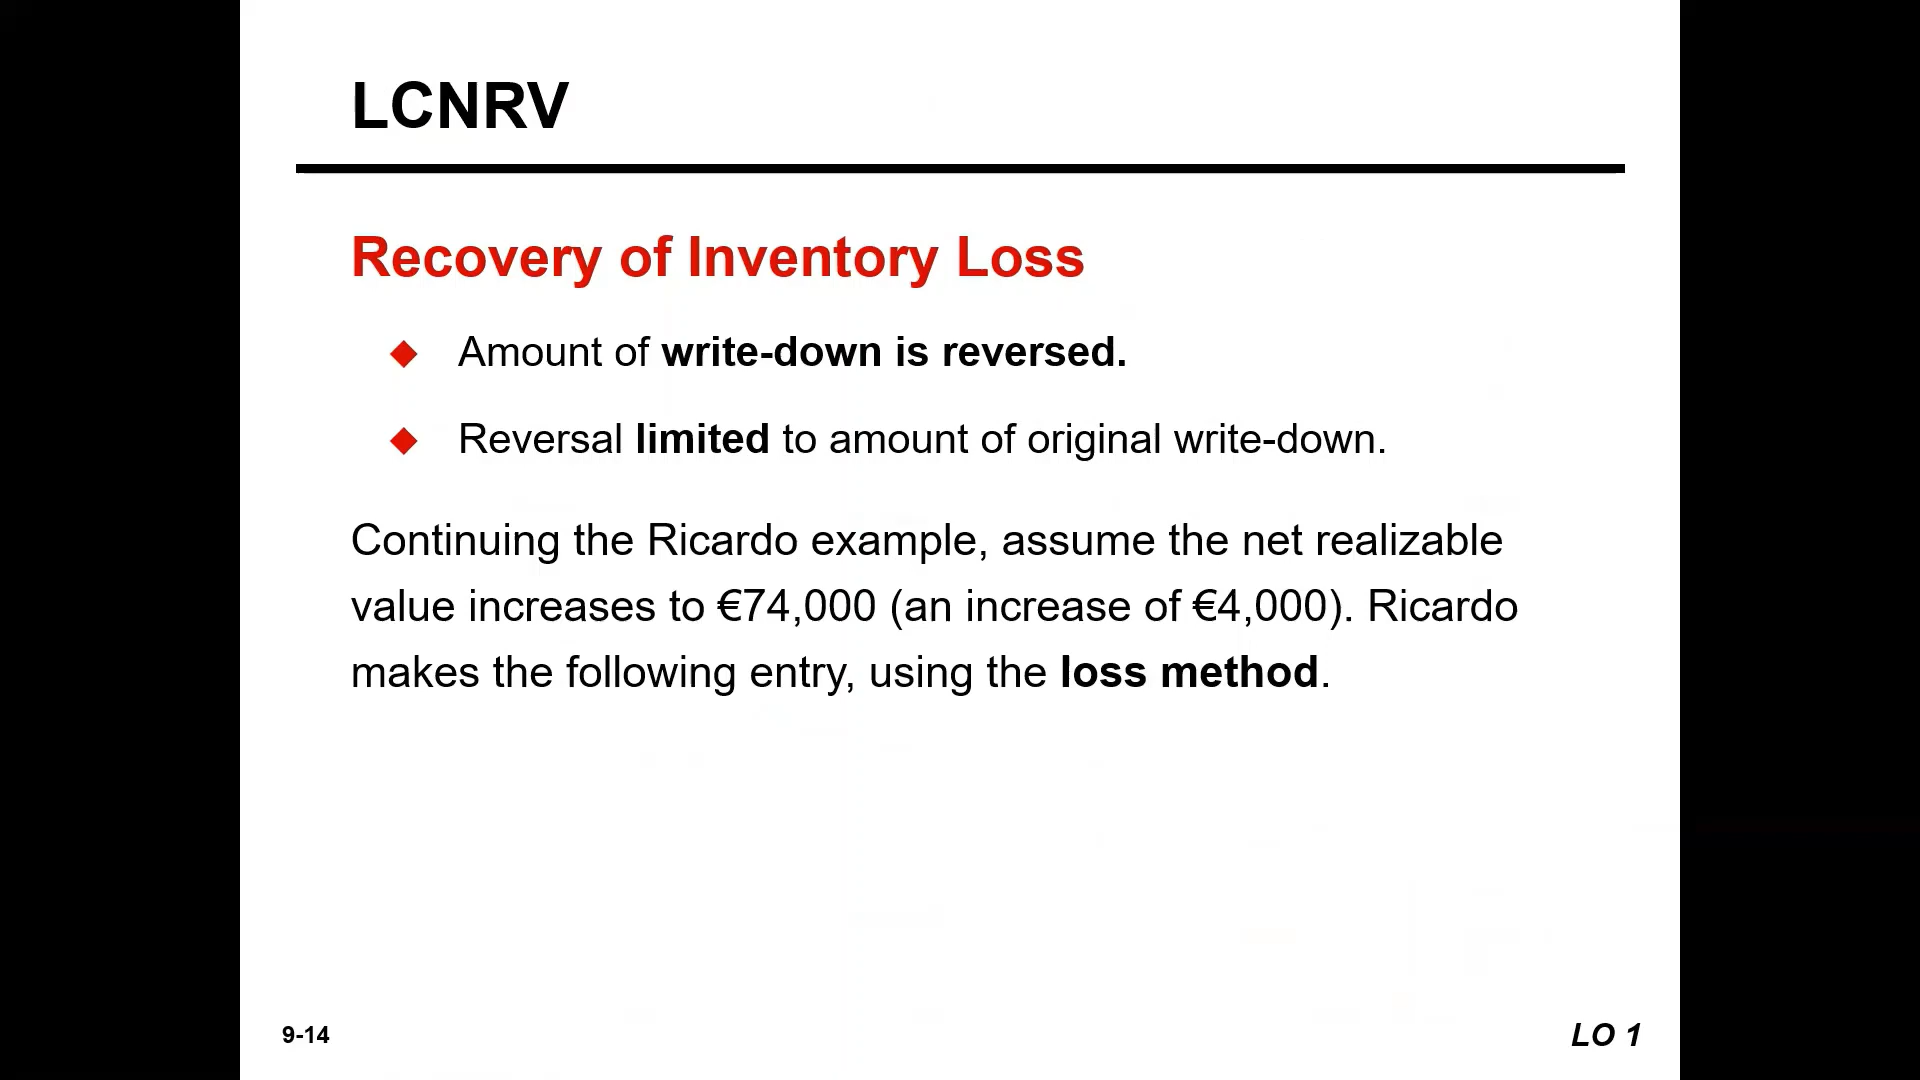 LCNRV
Recovery of Inventory Loss
Amount of write-down is reversed.
Reversal limited to amount of original write-down.
Continuing the Ricardo example, assume the net realizable
value increases to €74,000 (an increase of €4,000). Ricardo
makes the following entry, using the loss method.
9-14
LO 1